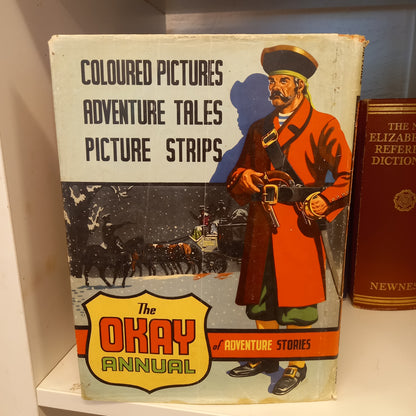 COLOURED PICTURES
ADVENTURE TALES
PICTURE STRIPS
The
OKAY
ANNUAL
of ADVENTURE STORIES
THE N
ELIZABE
REFERE
DICTION
NEWNES